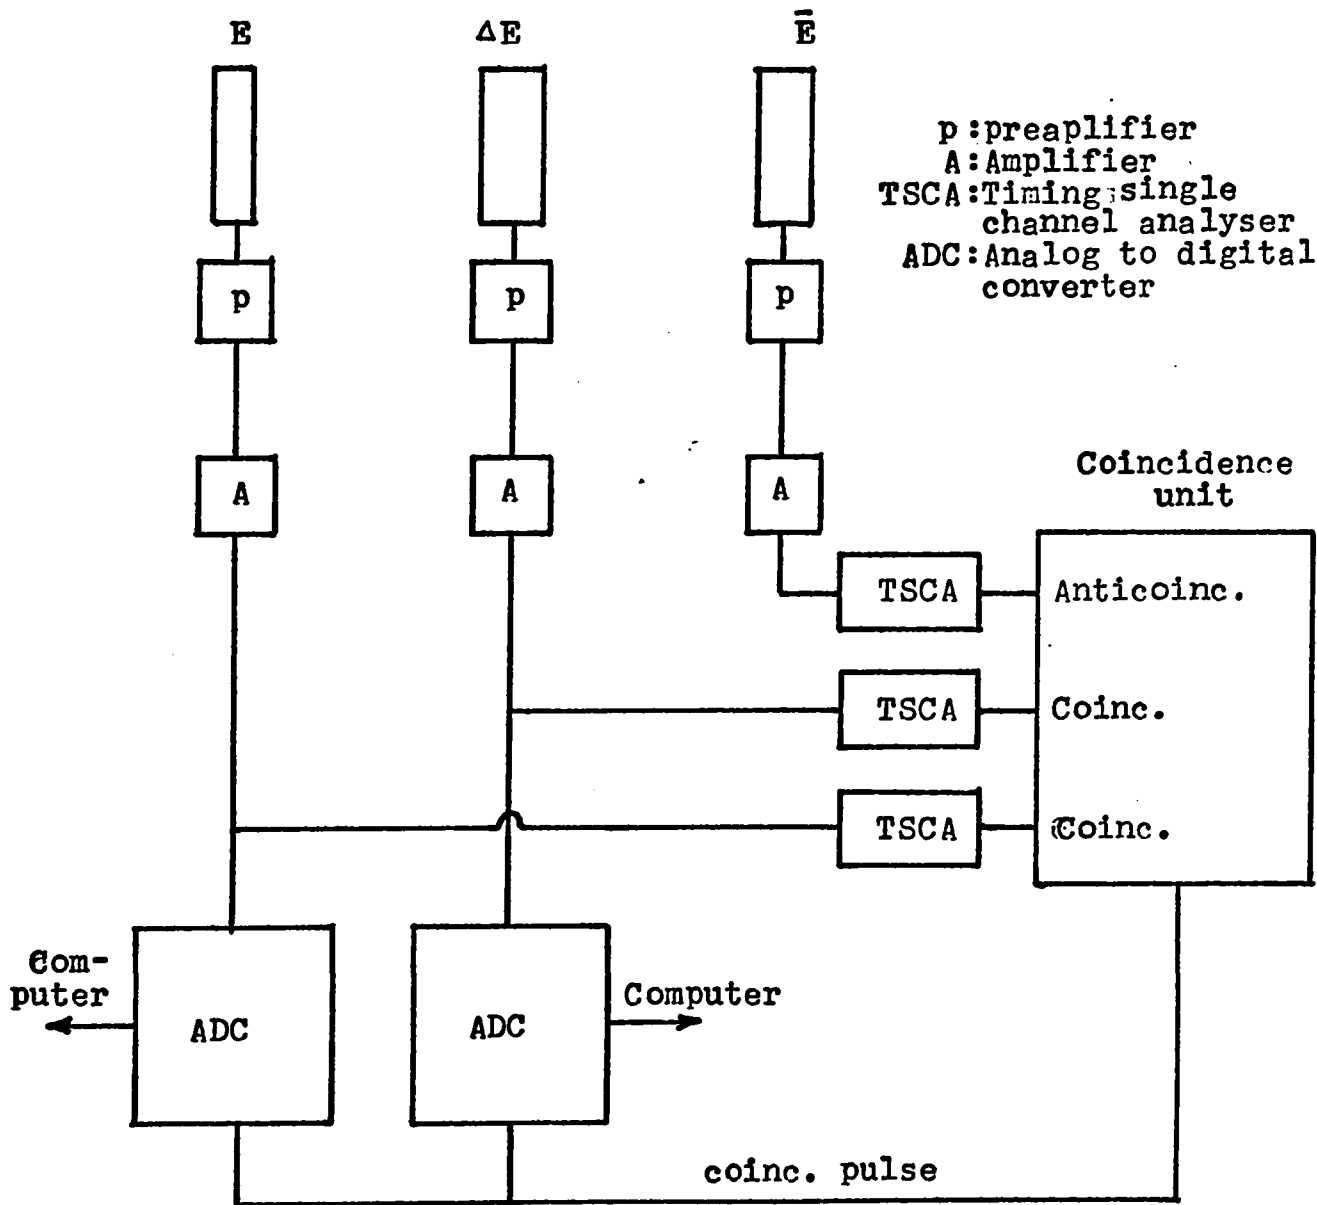 E
ΔE
Ē
p:preaplifier
A:Amplifier
TSCA:Timing single
channel analyser
ADC:Analog to digital
converter
p
p
p
A
A
A
Coincidence
unit
TSCA
Anticoinc.
TSCA
Coinc.
TSCA
Coinc.
Com-
puter
ADC
ADC
Computer
coinc. pulse